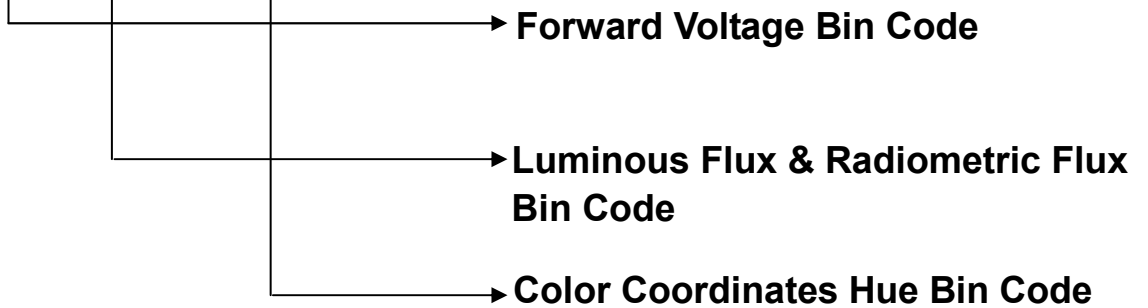 Forward Voltage Bin Code
Luminous Flux & Radiometric Flux
Bin Code
Color Coordinates Hue Bin Code